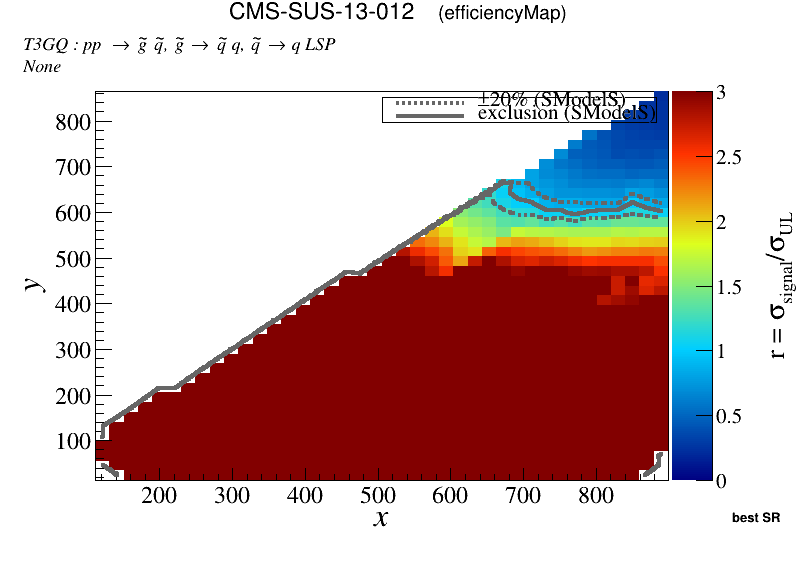 CMS-SUS-13-012 (efficiencyMap)
T3GQ : pp → g̃ q̃, g̃ → q̃ q, q̃ → q LSP
None
±20% (SModelS)
exclusion (SModelS)
800
700
600
500
400
300
200
100
y
200 300 400 500 600 700 800
x
3
2.5
2
1.5
1
0.5
0
r = σsignal/σUL
best SR